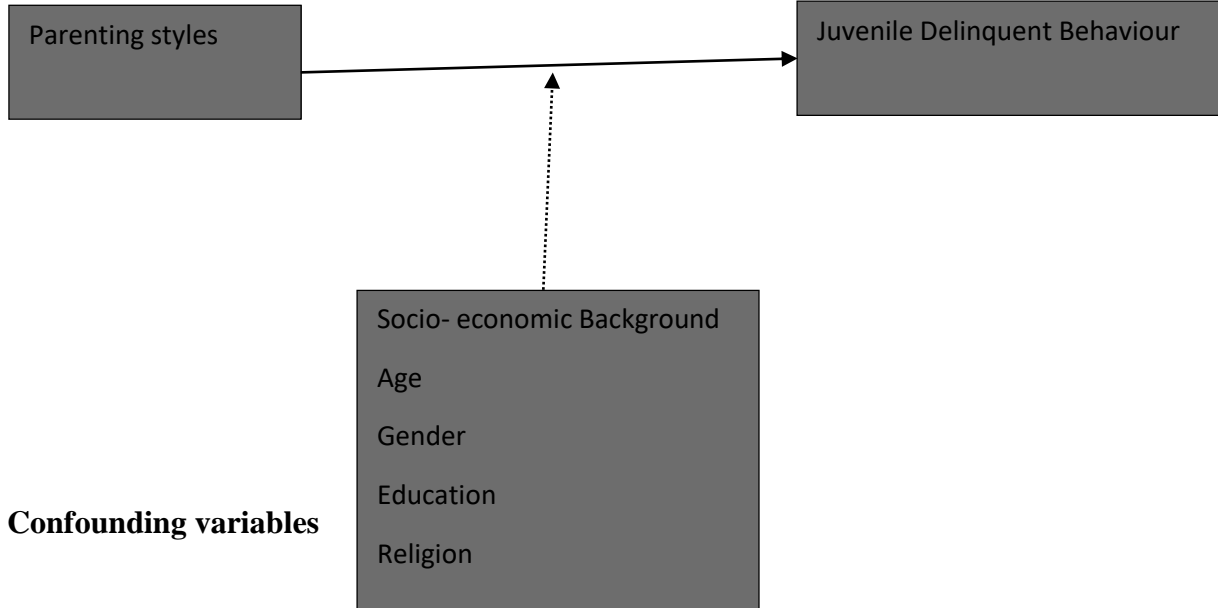 Parenting styles
Juvenile Delinquent Behaviour
Socio- economic Background
Age
Gender
Education
Confounding variables
Religion